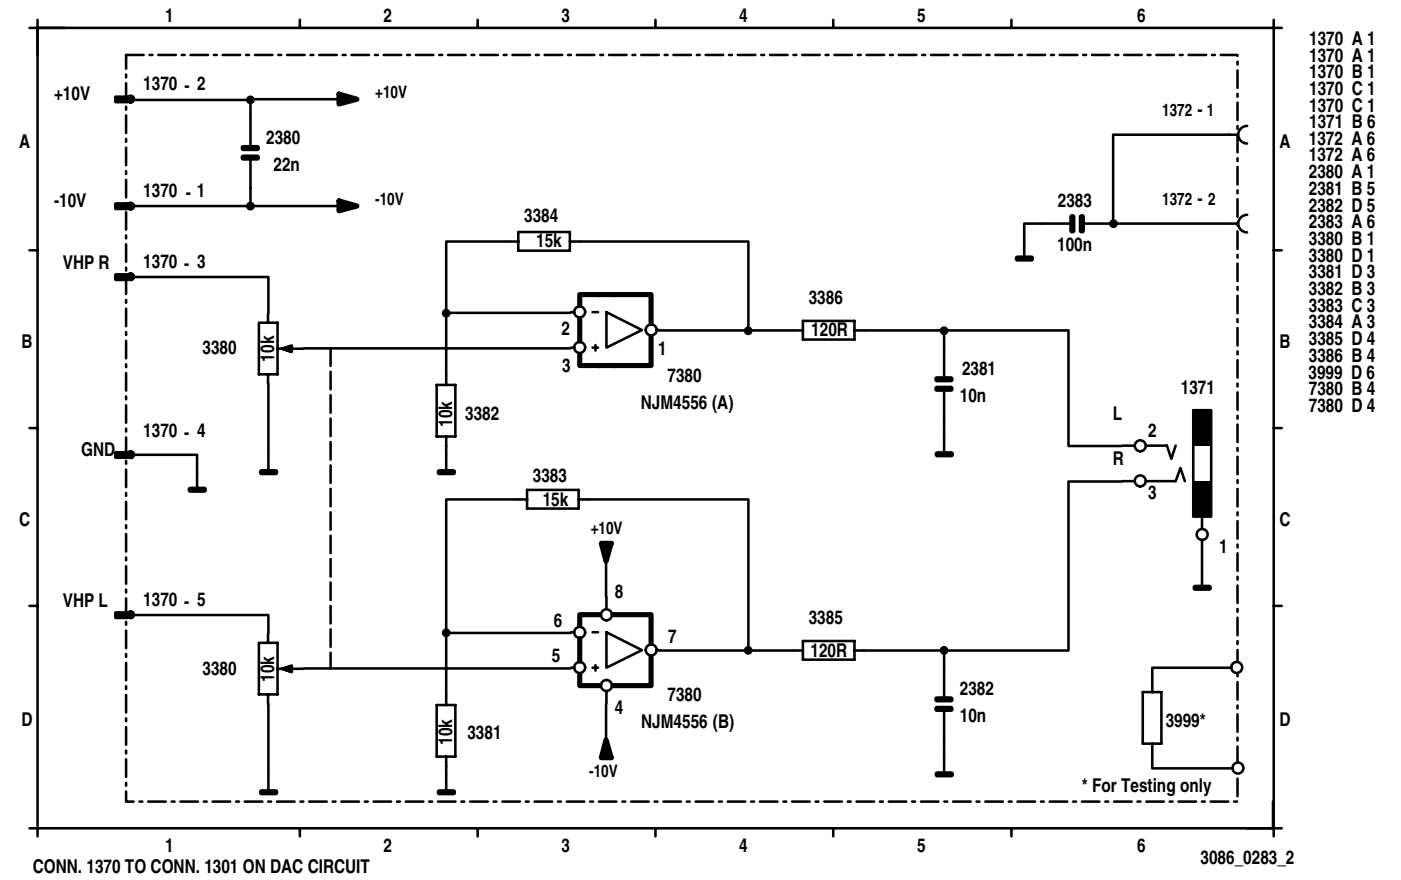 1 2 3 4 5 6
1370 A 1
1370 A 1
1370 B 1
1370 C 1
1370 C 1
1371 B 6
1372 A 6
1372 A 6
2380 A 1
2381 B 5
2382 D 5
2383 A 6
3380 B 1
3380 D 1
3381 D 3
3382 B 3
3383 C 3
3384 A 3
3385 D 4
3386 B 4
3999 D 6
7380 B 4
7380 D 4
+10V 1370 - 2 +10V
1372 - 1
A 2380 A
22n
-10V 1370 - 1 -10V
2383 1372 - 2
100n
3384
15k
VHP R 1370 - 3
3386
120R
B 3380 10k B
-
2
+
3
1
7380
NJM4556 (A)
2381
10n
10k 3382
1371
L
2
R
3
1
GND 1370 - 4
3383
15k
C C
+10V
8
VHP L 1370 - 5
3385
120R
3380 10k
6 -
5 +
7
4
7380
NJM4556 (B)
2382
10n
10k 3381
-10V
D D
3999*
* For Testing only
1 2 3 4 5 6
CONN. 1370 TO CONN. 1301 ON DAC CIRCUIT
3086_0283_2